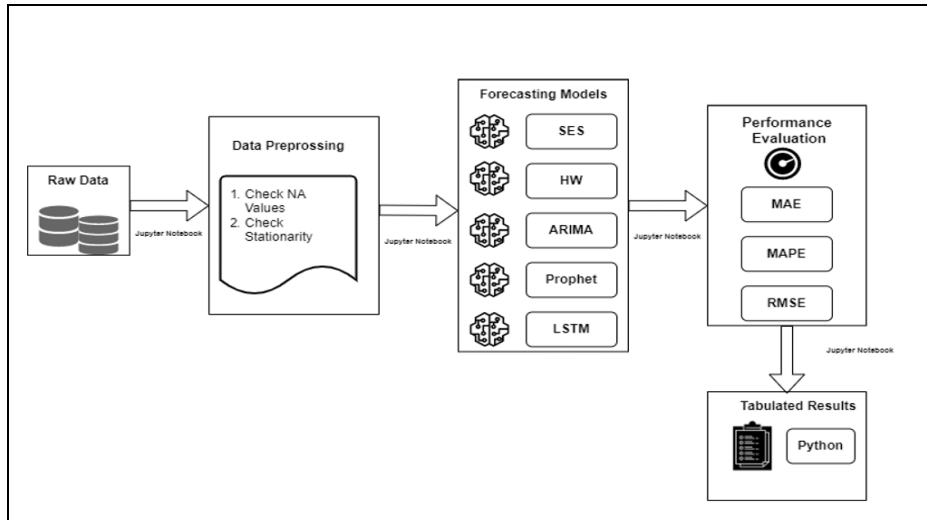 Raw Data
Jupyter Notebook
Data Preprossing
1. Check NA
Values
2. Check
Stationarity
Jupyter Notebook
Forecasting Models
SES
HW
ARIMA
Prophet
LSTM
Jupyter Notebook
Performance
Evaluation
MAE
MAPE
RMSE
Jupyter Notebook
Tabulated Results
Python